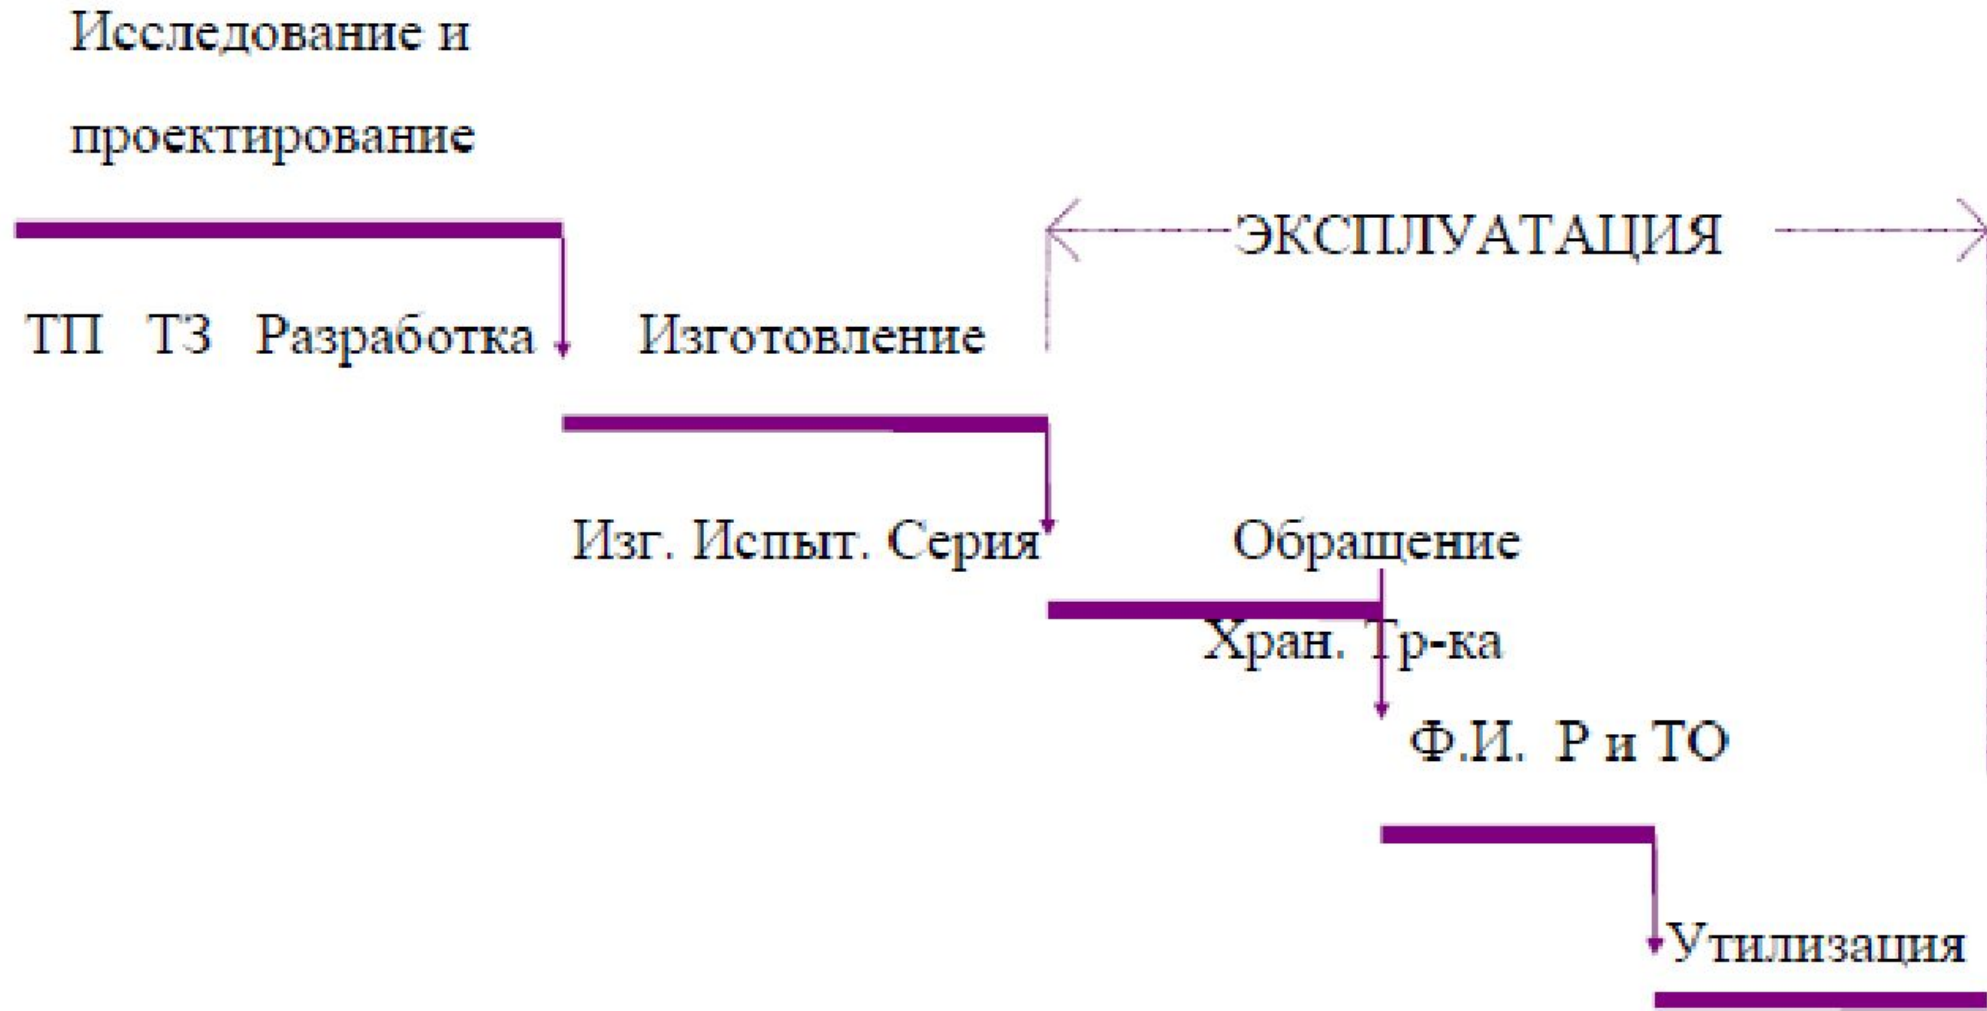 Исследование и
проектирование
ЭКСПЛУАТАЦИЯ
ТП ТЗ Разработка
Изготовление
Изг. Испыт. Серия
Обращение
Хран. Тр-ка
Ф.И. Р и ТО
Утилизация